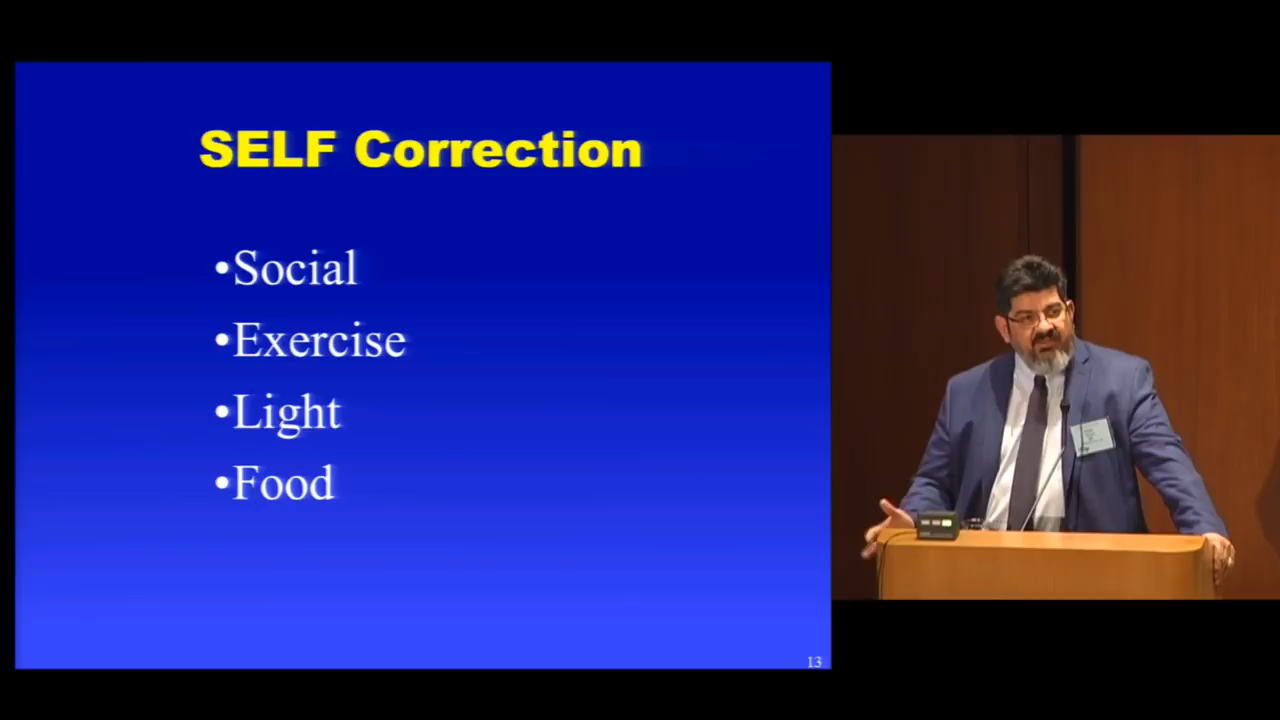 SELF Correction
•Social
•Exercise
•Light
•Food
13